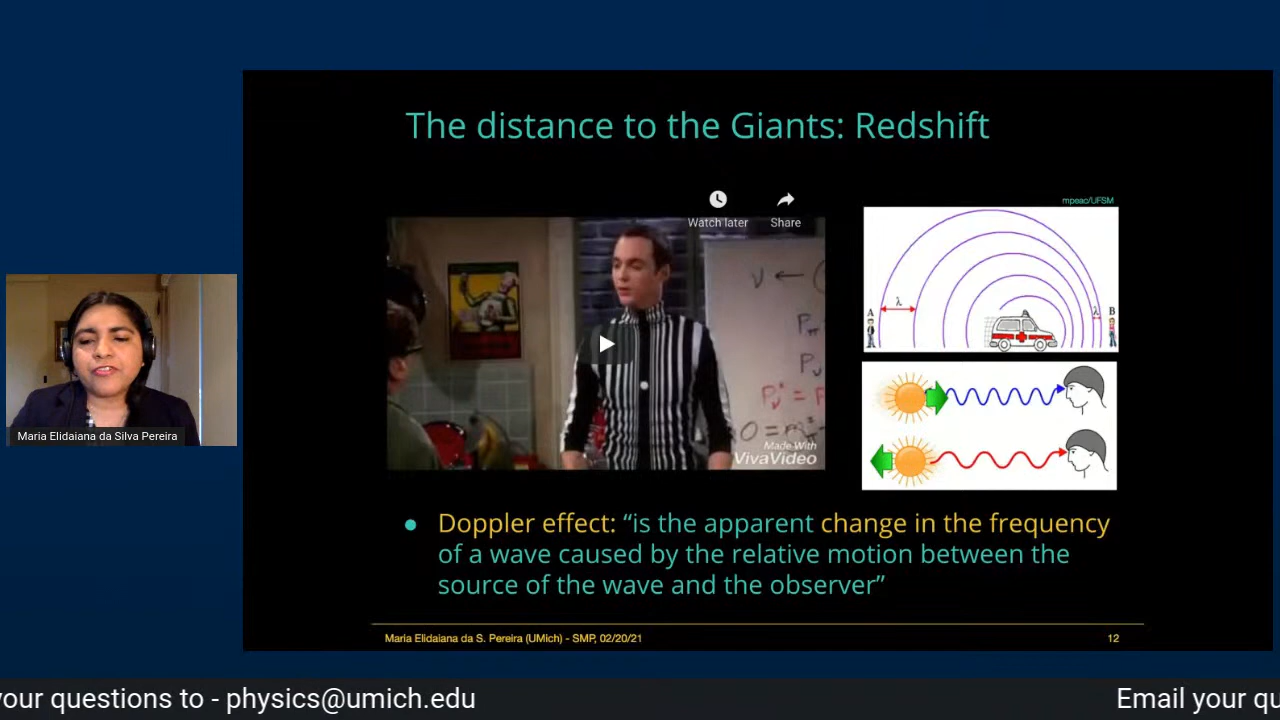 The distance to the Giants: Redshift
mpeac/UFSM
Watch later
Share
λ
A
λ
B
Made With
VivaVideo
Maria Elidaiana da Silva Pereira
● Doppler effect: “is the apparent change in the frequency
of a wave caused by the relative motion between the
source of the wave and the observer”
Maria Elidaiana da S. Pereira (UMich) - SMP, 02/20/21
12
your questions to - physics@umich.edu
Email your qu